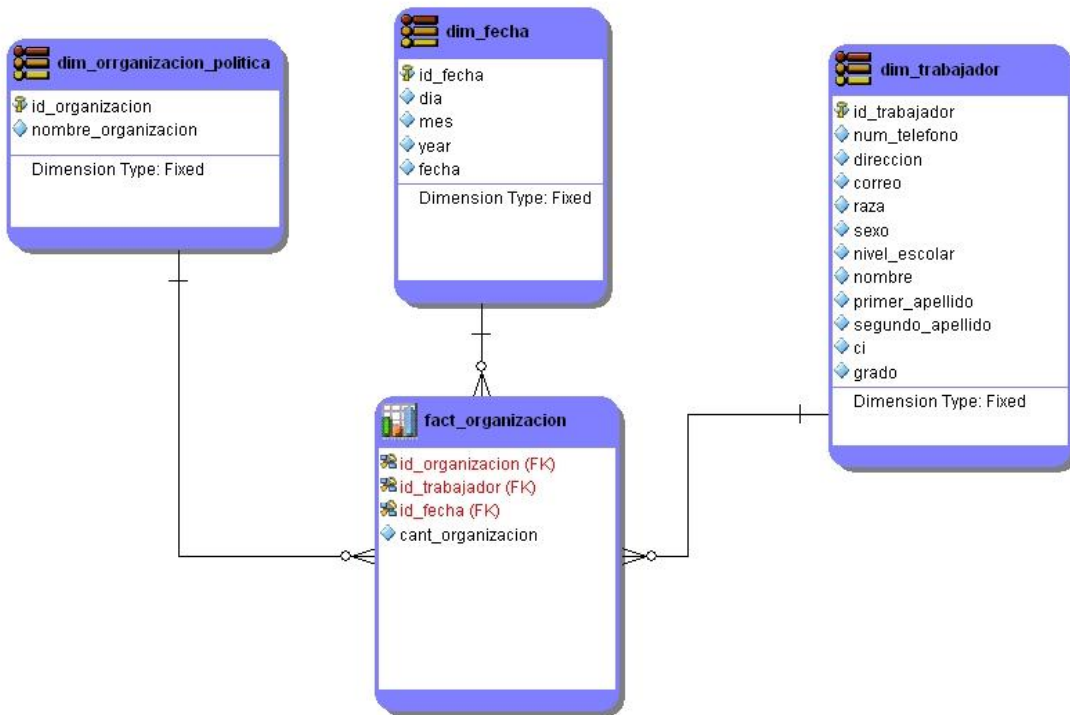 dim_orrganizacion_politica
id_organizacion
nombre_organizacion
Dimension Type: Fixed
dim_fecha
id_fecha
dia
mes
year
fecha
Dimension Type: Fixed
dim_trabajador
id_trabajador
num_telefono
direccion
correo
raza
sexo
nivel_escolar
nombre
primer_apellido
segundo_apellido
ci
grado
Dimension Type: Fixed
fact_organizacion
id_organizacion (FK)
id_trabajador (FK)
id_fecha (FK)
cant_organizacion